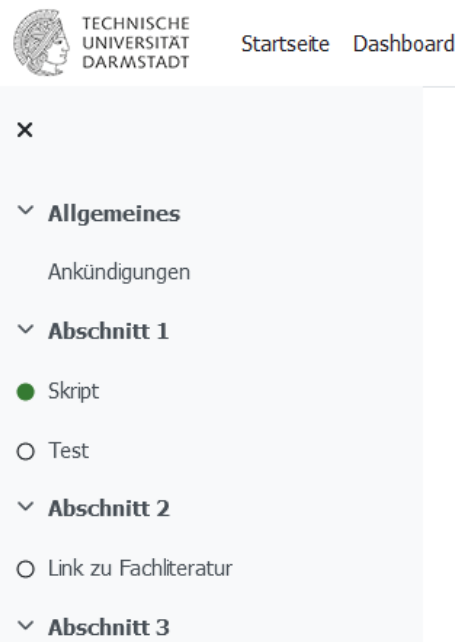 TECHNISCHE
UNIVERSITÄT
DARMSTADT
Startseite Dashboard
Allgemeines
Ankündigungen
Abschnitt 1
Skript
Test
Abschnitt 2
Link zu Fachliteratur
Abschnitt 3